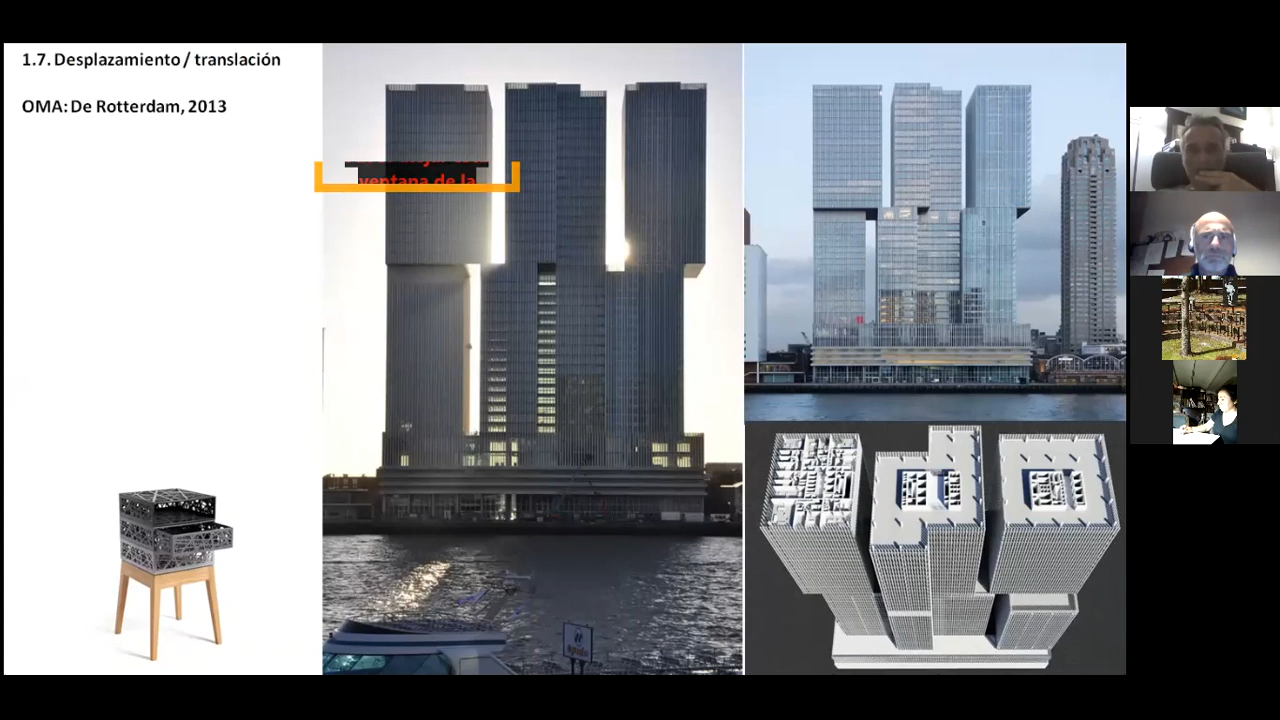 1.7. Desplazamiento / translación
OMA: De Rotterdam, 2013
ventana de la